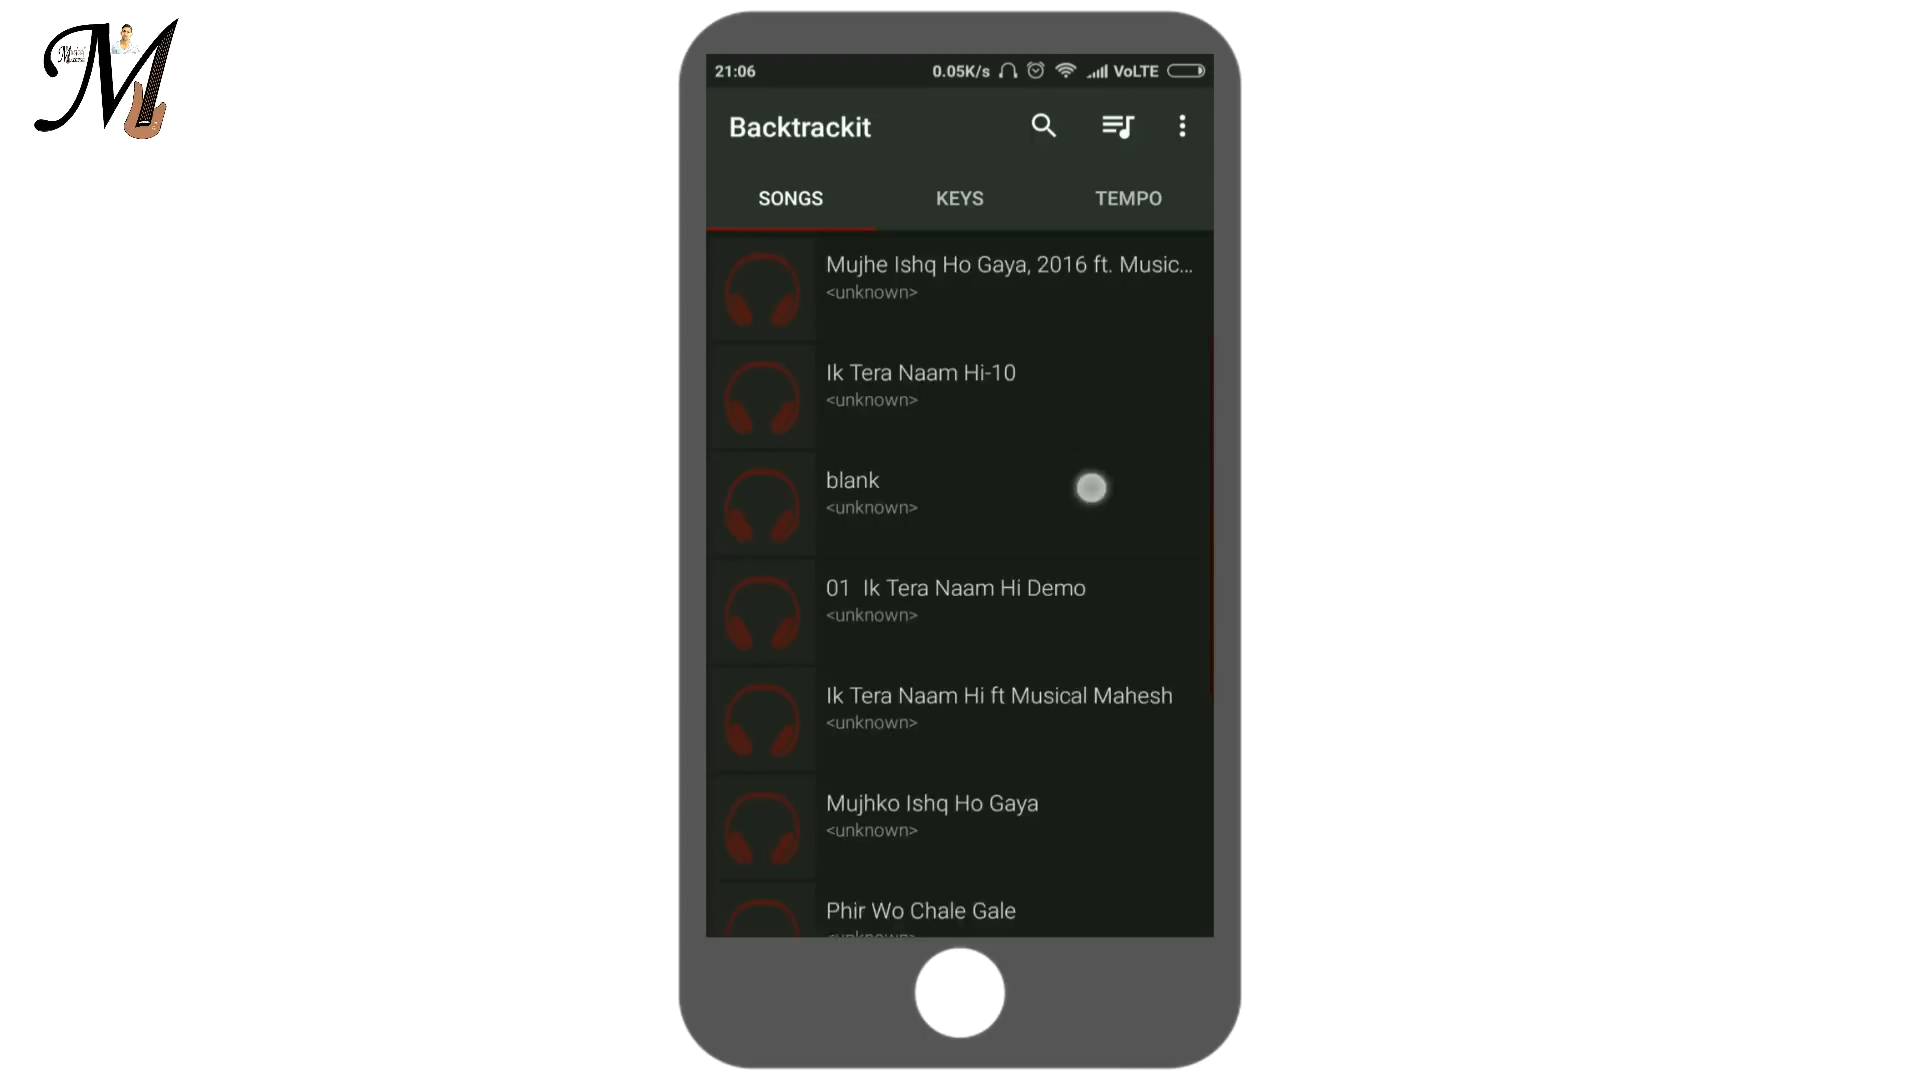 21:06 0.05K/s VoLTE
Backtrackit
SONGS KEYS TEMPO
Mujhe Ishq Ho Gaya, 2016 ft. Music...
<unknown>
Ik Tera Naam Hi-10
<unknown>
blank
<unknown>
01 Ik Tera Naam Hi Demo
<unknown>
Ik Tera Naam Hi ft Musical Mahesh
<unknown>
Mujhko Ishq Ho Gaya
<unknown>
Phir Wo Chale Gale
<unknown>